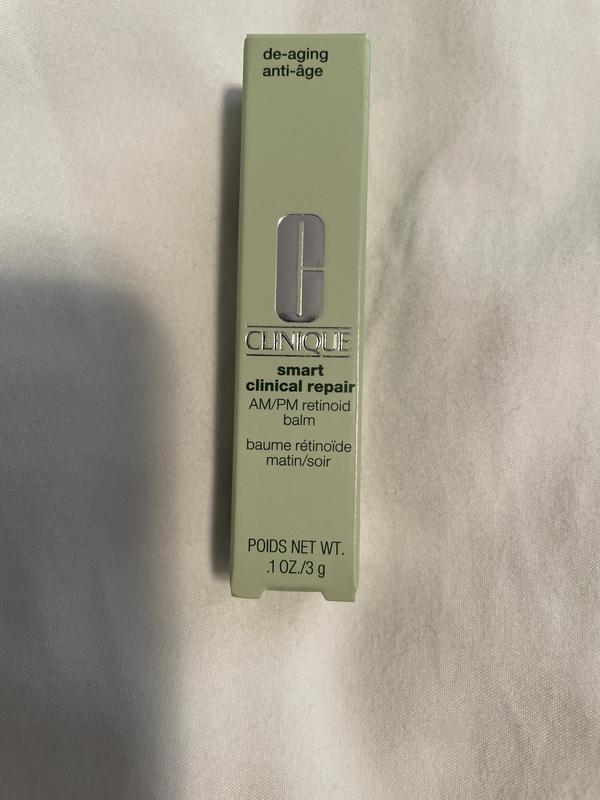 de-aging
anti-âge
CLINIQUE
smart
clinical repair
AM/PM retinoid
balm
baume rétinoïde
matin/soir
POIDS NET WT.
.1 OZ./3 g